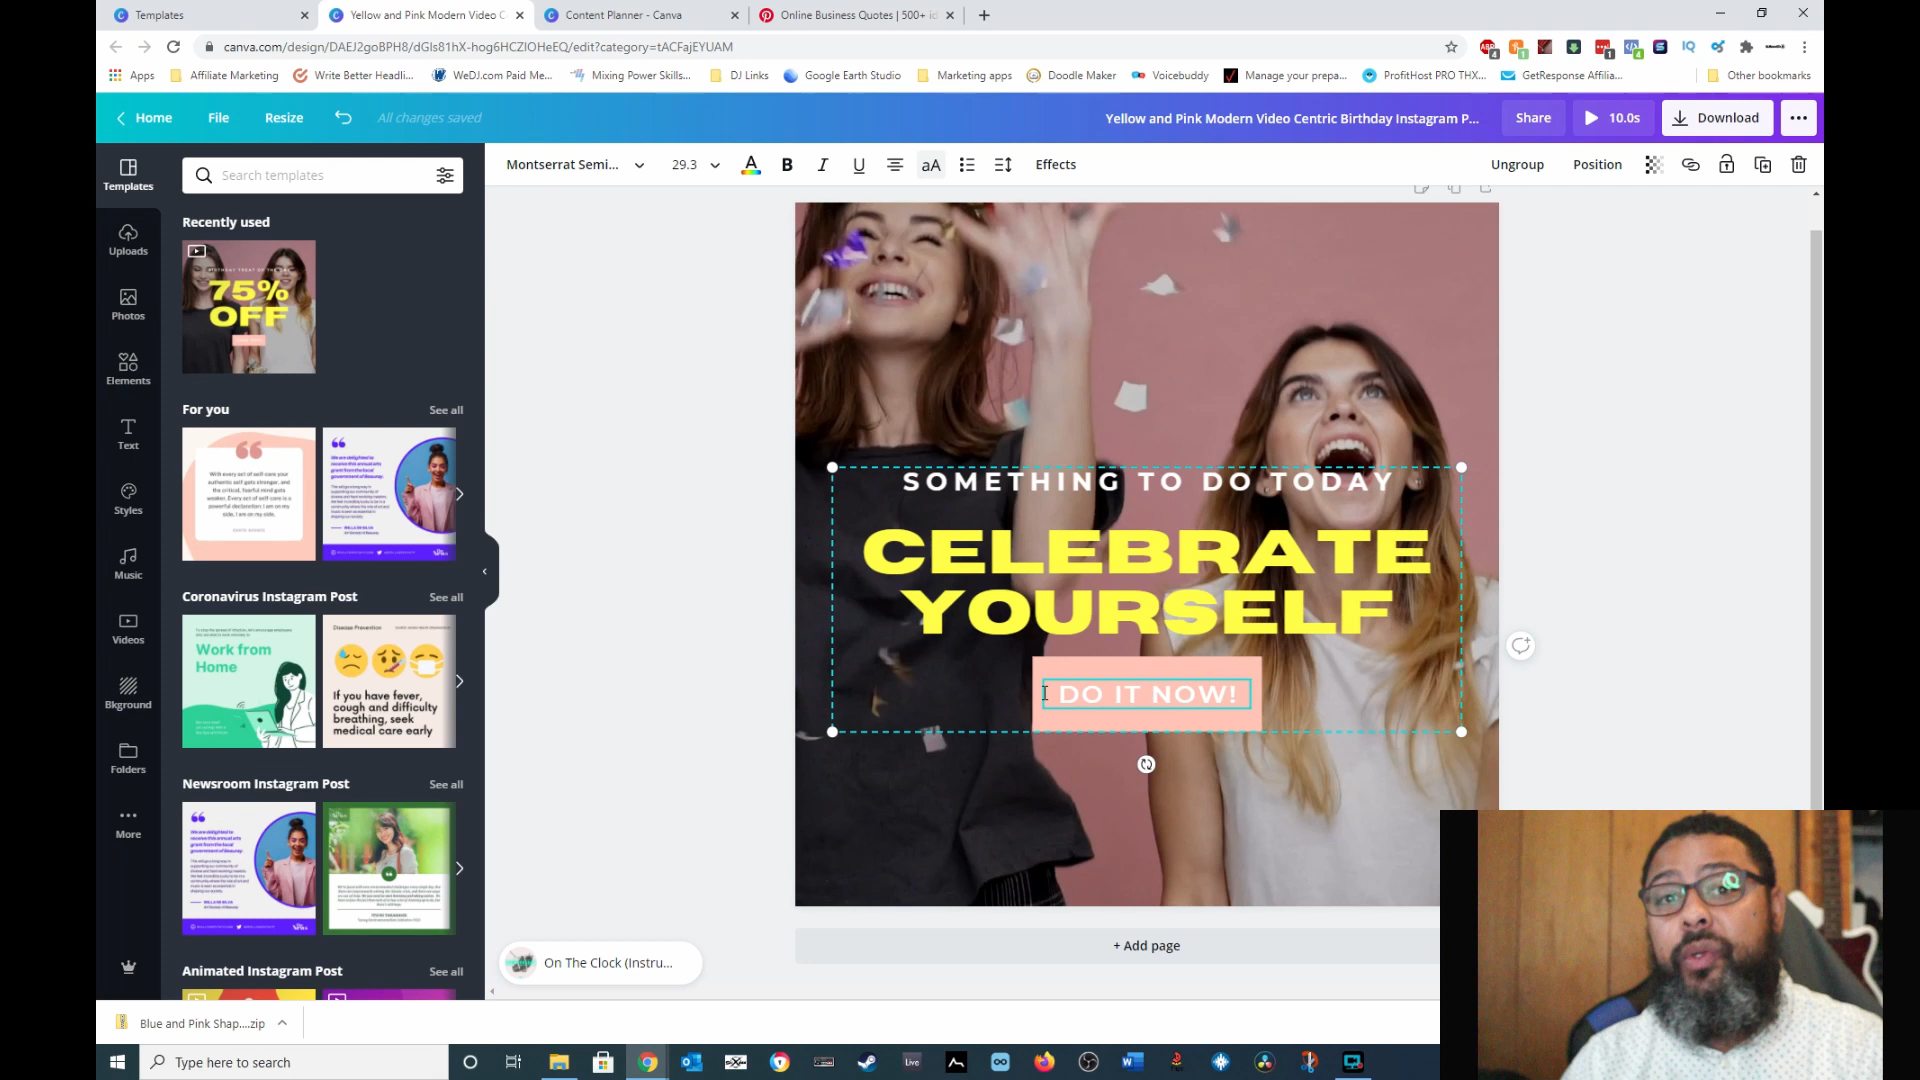 Templates
Yellow and Pink Modern Video C
Content Planner - Canva
Online Business Quotes | 500+ i
canva.com/design/DAEJ2goBPH8/dGls81hX-hog6HCZIOHeEQ/edit?category=tACFajEYUAM
Apps
Affiliate Marketing
Write Better Headli...
WeDJ.com Paid Me...
Mixing Power Skills...
DJ Links
Google Earth Studio
Marketing apps
Doodle Maker
Voicebuddy
Manage your prepa...
ProfitHost PRO THX...
GetResponse Affilia...
Other bookmarks
Home
File
Resize
All changes saved
Yellow and Pink Modern Video Centric Birthday Instagram P...
Share
10.0s
Download
Templates
Uploads
Photos
Elements
Text
Styles
Music
Videos
Bkground
Folders
More
Search templates
Recently used
75%
OFF
For you
See all
Coronavirus Instagram Post
See all
Work from
Home
Disease Prevention
If you have fever,
cough and difficulty
breathing, seek
medical care early
Newsroom Instagram Post
See all
Animated Instagram Post
See all
Montserrat Semi...
29.3
A
B
I
U
aA
Effects
Ungroup
Position
SOMETHING TO DO TODAY
CELEBRATE
YOURSELF
DO IT NOW!
+ Add page
On The Clock (Instru...
Blue and Pink Shap....zip
Type here to search
Live